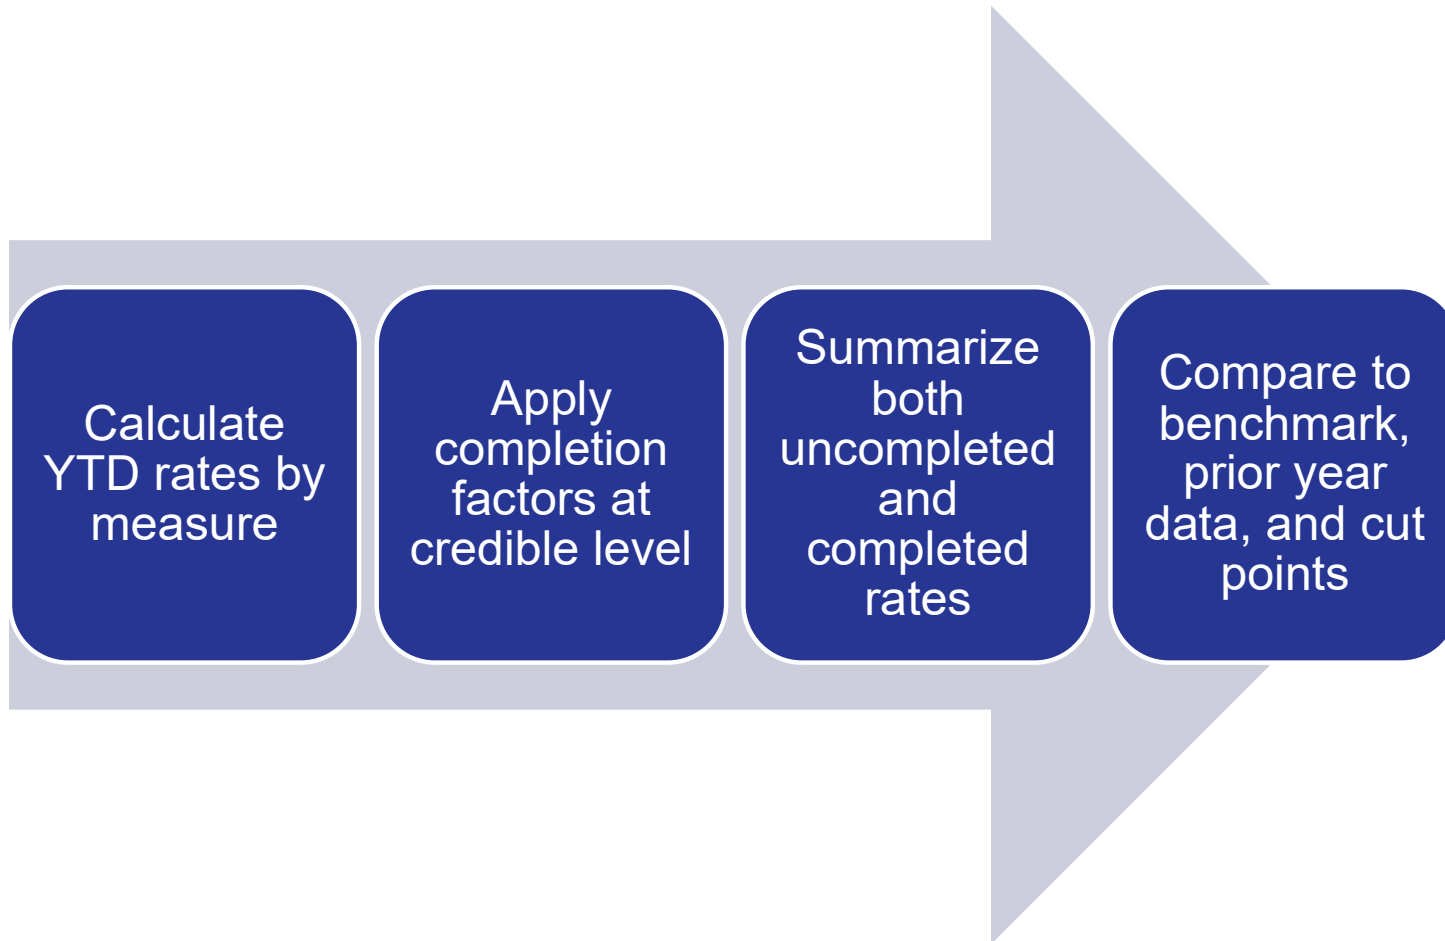 Calculate
YTD rates by
measure
Apply
completion
factors at
credible level
Summarize
both
uncompleted
and
completed
rates
Compare to
benchmark,
prior year
data, and cut
points